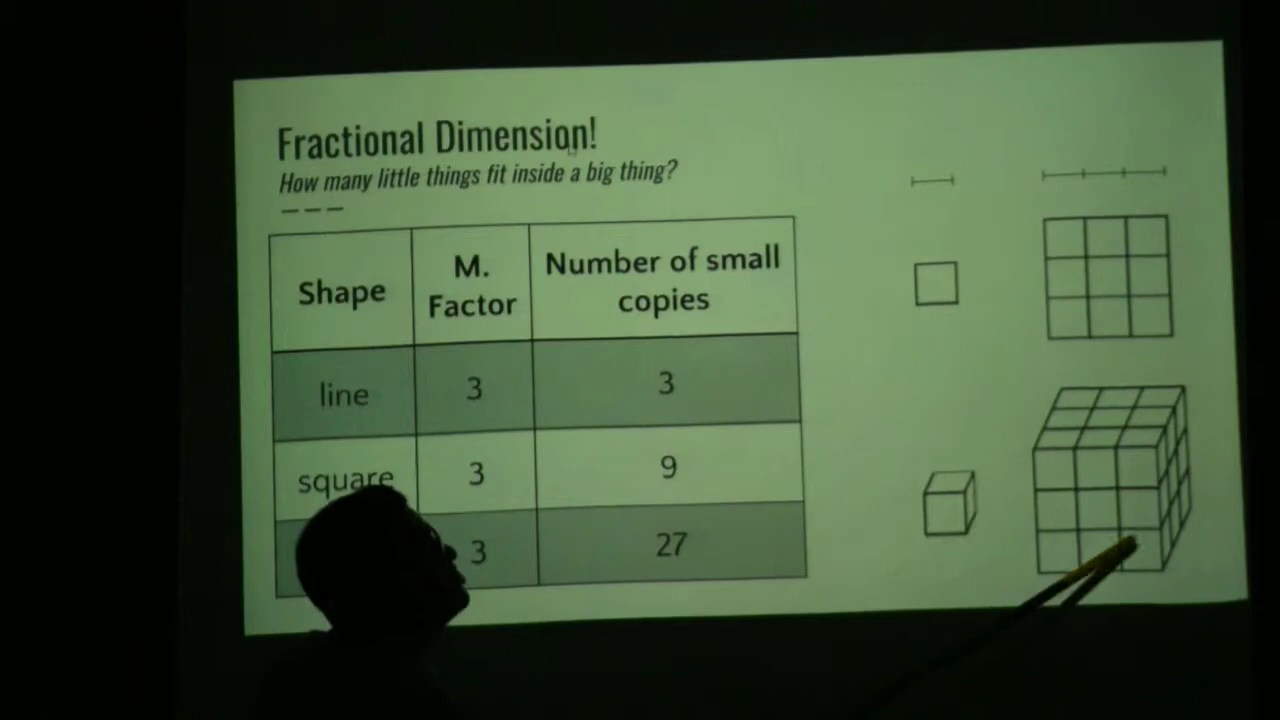 Fractional Dimension!
How many little things fit inside a big thing?
Shape
M.
Factor
Number of small
copies
line
3
3
square
3
9
3
27